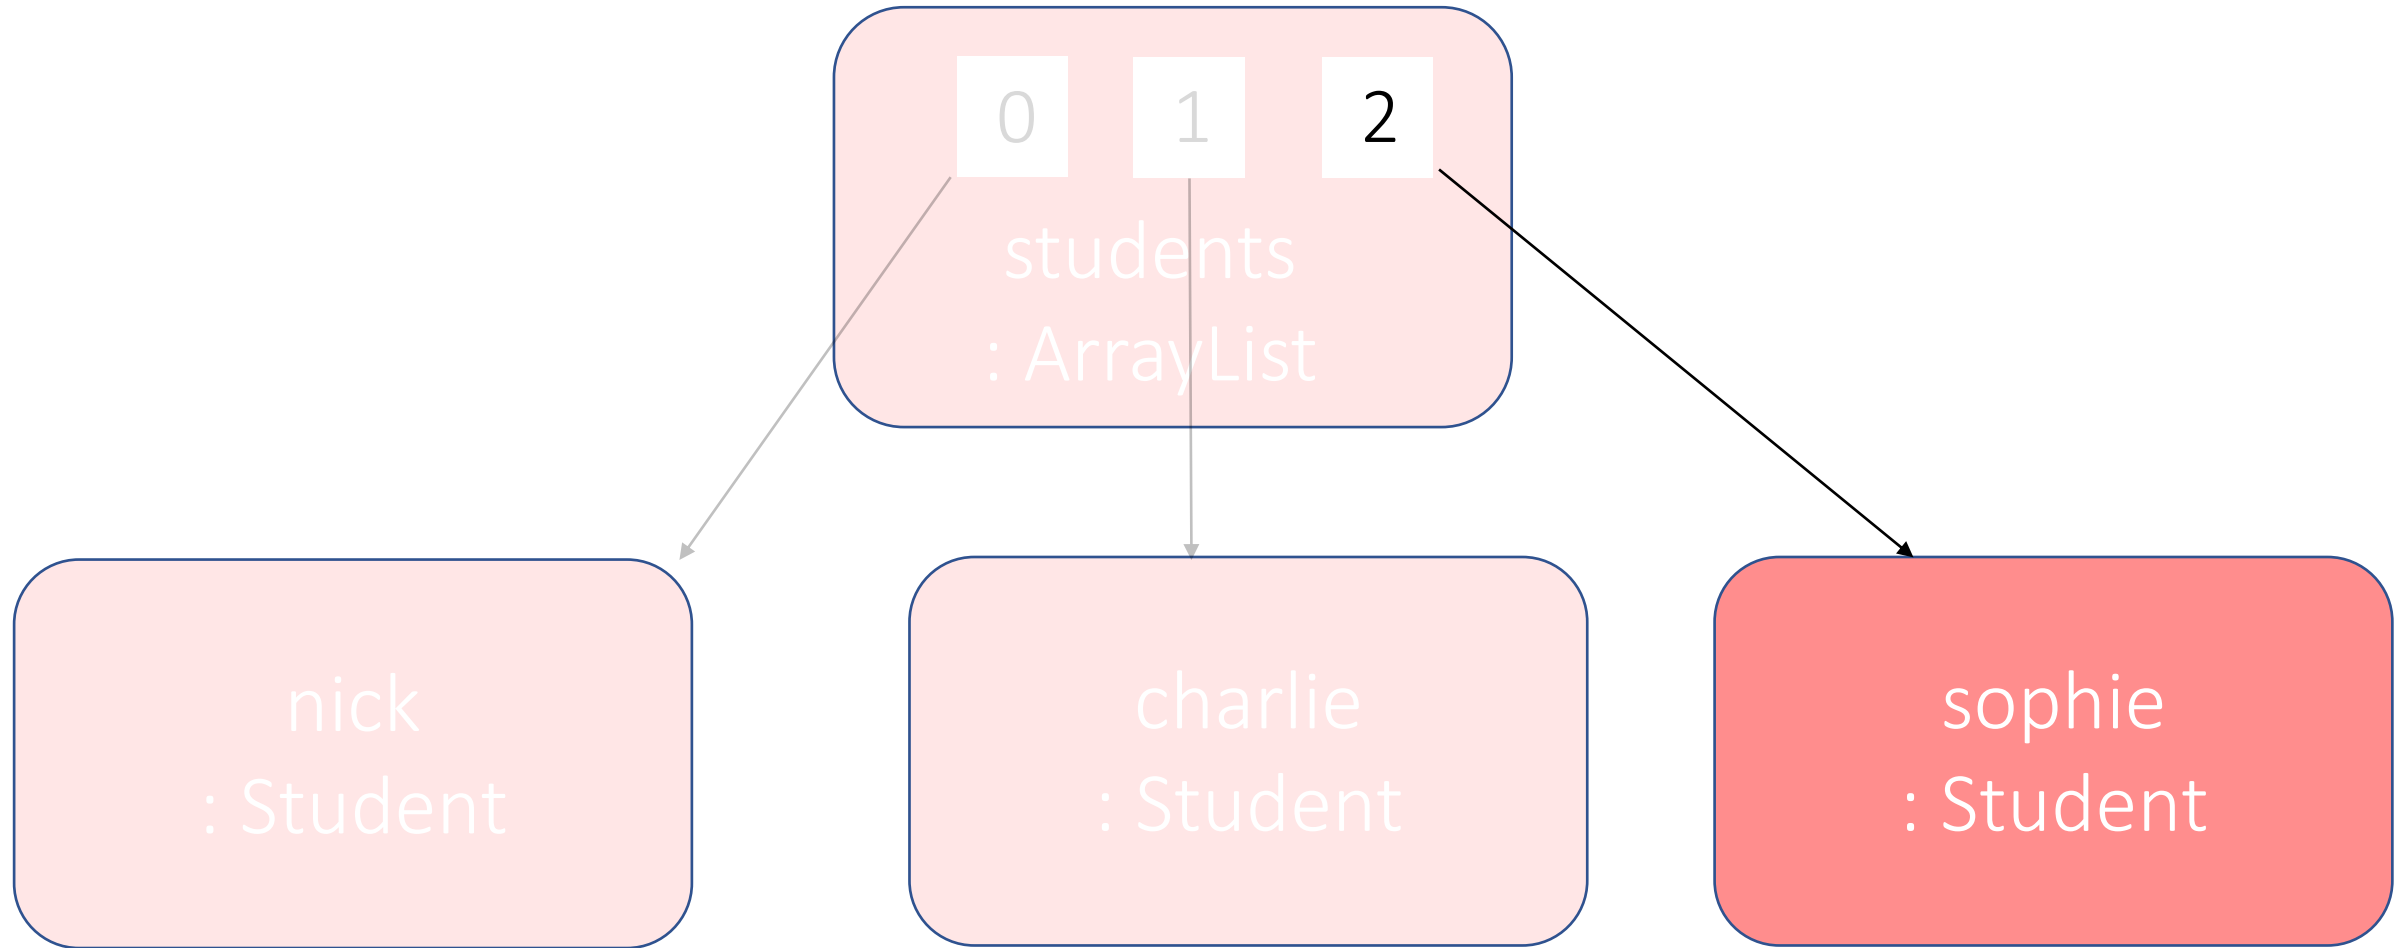 0 1 2
students
: ArrayList
nick
: Student
charlie
: Student
sophie
: Student